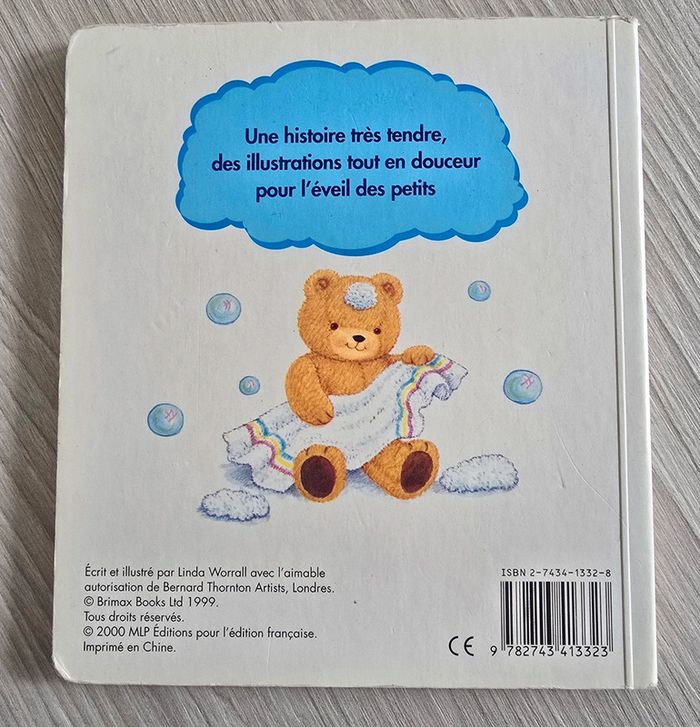 Une histoire très tendre,
des illustrations tout en douceur
pour l'éveil des petits
Écrit et illustré par Linda Worrall avec l'aimable
autorisation de Bernard Thornton Artists, Londres.
© Brimax Books Ltd 1999.
Tous droits réservés.
© 2000 MLP Éditions pour l'édition française.
Imprimé en Chine.
ISBN 2-7434-1332-8
CE
9 782743 413323